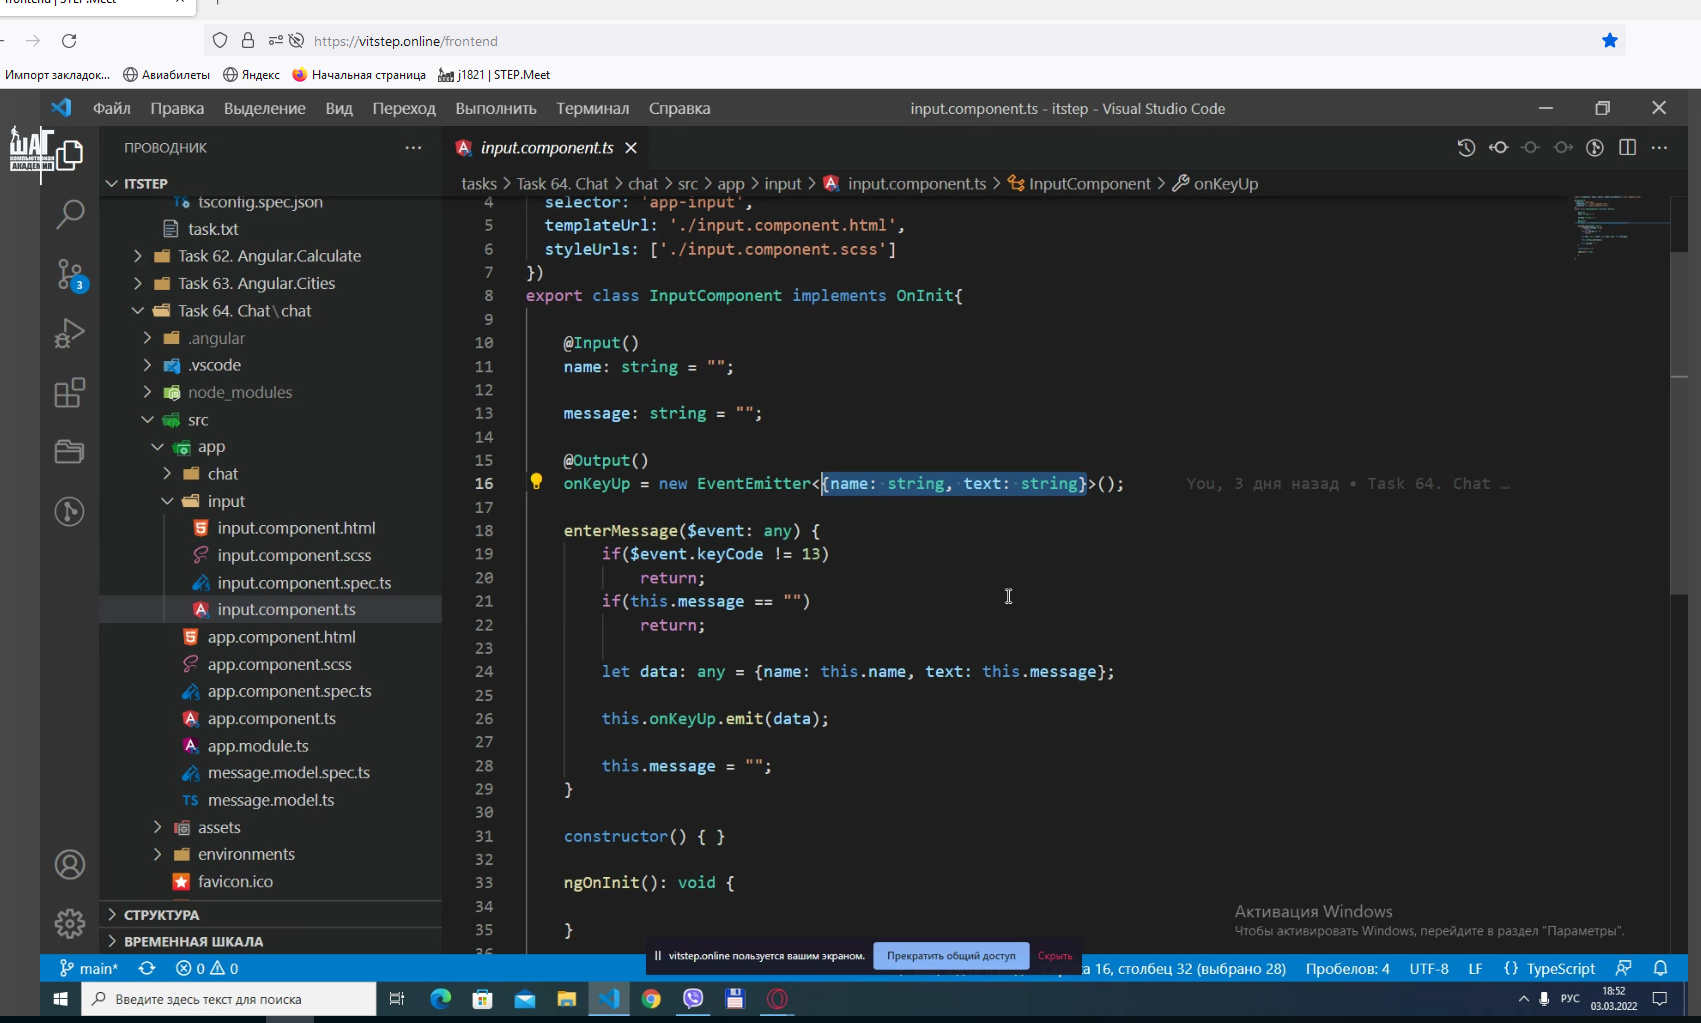 frontend | STEP.Meet
https://vitstep.online/frontend
Импорт закладок... Авиабилеты Яндекс Начальная страница j1821 | STEP.Meet
Файл Правка Выделение Вид Переход Выполнить Терминал Справка input.component.ts - itstep - Visual Studio Code
ШАГ
КОМПЬЮТЕРНАЯ
АКАДЕМИЯ
ПРОВОДНИК ...
input.component.ts
ITSTEP
tasks > Task 64. Chat > chat > src > app > input > input.component.ts > InputComponent > onKeyUp
tsconfig.spec.json
task.txt
Task 62. Angular.Calculate
Task 63. Angular.Cities
Task 64. Chat \ chat
.angular
.vscode
node_modules
src
app
chat
input
input.component.html
input.component.scss
input.component.spec.ts
input.component.ts
app.component.html
app.component.scss
app.component.spec.ts
app.component.ts
app.module.ts
message.model.spec.ts
TS message.model.ts
assets
environments
favicon.ico
СТРУКТУРА
ВРЕМЕННАЯ ШКАЛА
3
4 selector: 'app-input',
5 templateUrl: './input.component.html',
6 styleUrls: ['./input.component.scss']
7 })
8 export class InputComponent implements OnInit{
9
10 @Input()
11 name: string = "";
12
13 message: string = "";
14
15 @Output()
16 onKeyUp = new EventEmitter<{name: string, text: string}>(); You, 3 дня назад • Task 64. Chat …
17
18 enterMessage($event: any) {
19 if($event.keyCode != 13)
20 return;
21 if(this.message == "")
22 return;
23
24 let data: any = {name: this.name, text: this.message};
25
26 this.onKeyUp.emit(data);
27
28 this.message = "";
29 }
30
31 constructor() { }
32
33 ngOnInit(): void {
34
35 }
36
Активация Windows
Чтобы активировать Windows, перейдите в раздел "Параметры".
vitstep.online пользуется вашим экраном. Прекратить общий доступ Скрыть
main* 0 0 16, столбец 32 (выбрано 28) Пробелов: 4 UTF-8 LF {} TypeScript
Введите здесь текст для поиска
РУС
18:52
03.03.2022